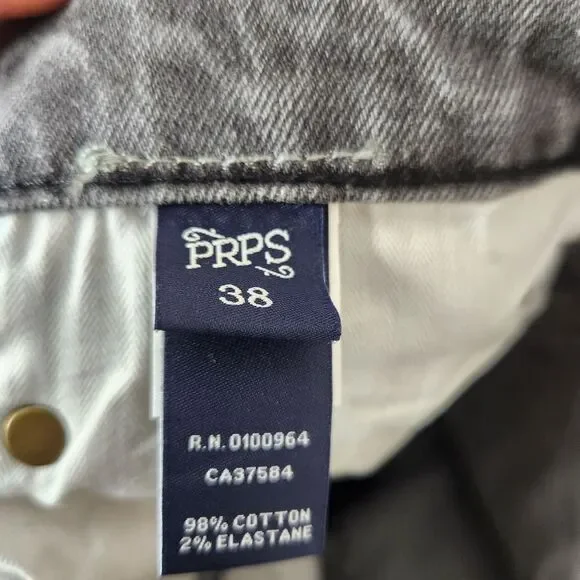 PRPS
38
R.N. 0100964
CA37584
98% COTTON
2% ELASTANE